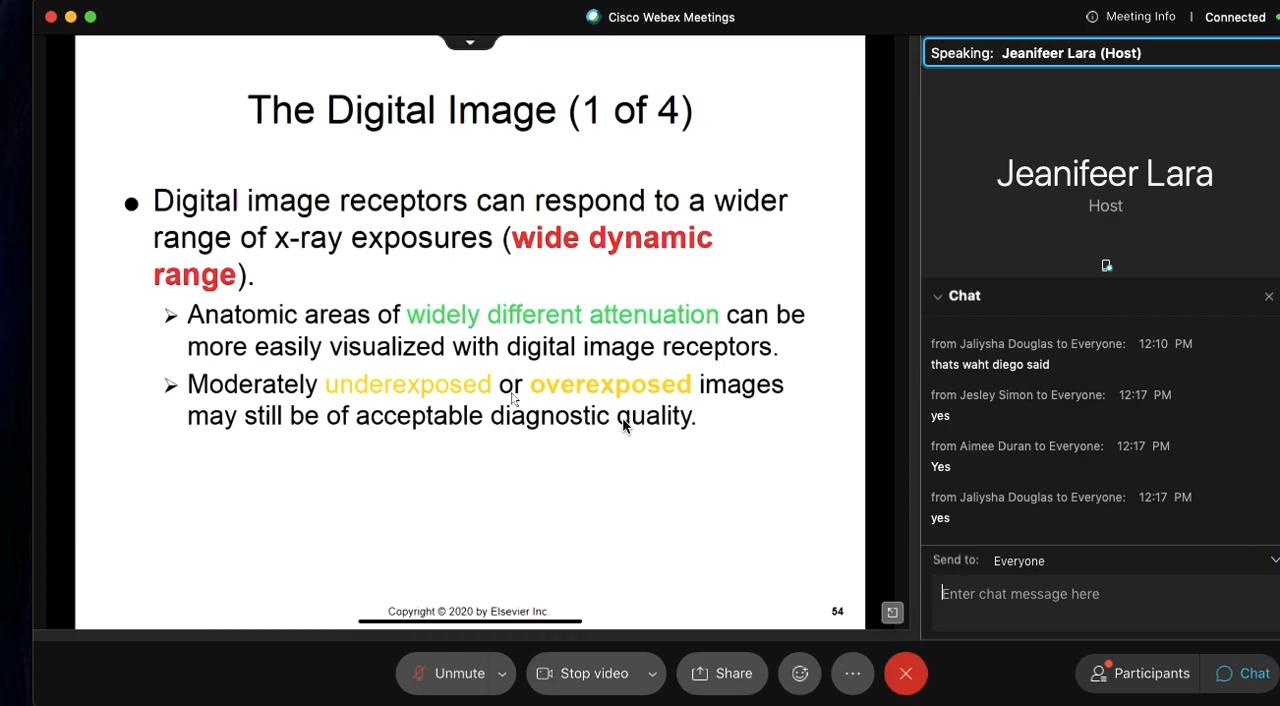 Cisco Webex Meetings
Meeting Info
Connected
The Digital Image (1 of 4)
Digital image receptors can respond to a wider
range of x-ray exposures (wide dynamic
range).
Anatomic areas of widely different attenuation can be
more easily visualized with digital image receptors.
Moderately underexposed or overexposed images
may still be of acceptable diagnostic quality.
Copyright © 2020 by Elsevier Inc.
54
Speaking: Jeanifeer Lara (Host)
Jeanifeer Lara
Host
Chat
from Jaliysha Douglas to Everyone: 12:10 PM
thats waht diego said
from Jesley Simon to Everyone: 12:17 PM
yes
from Aimee Duran to Everyone: 12:17 PM
Yes
from Jaliysha Douglas to Everyone: 12:17 PM
yes
Send to: Everyone
Enter chat message here
Unmute
Stop video
Share
Participants
Chat